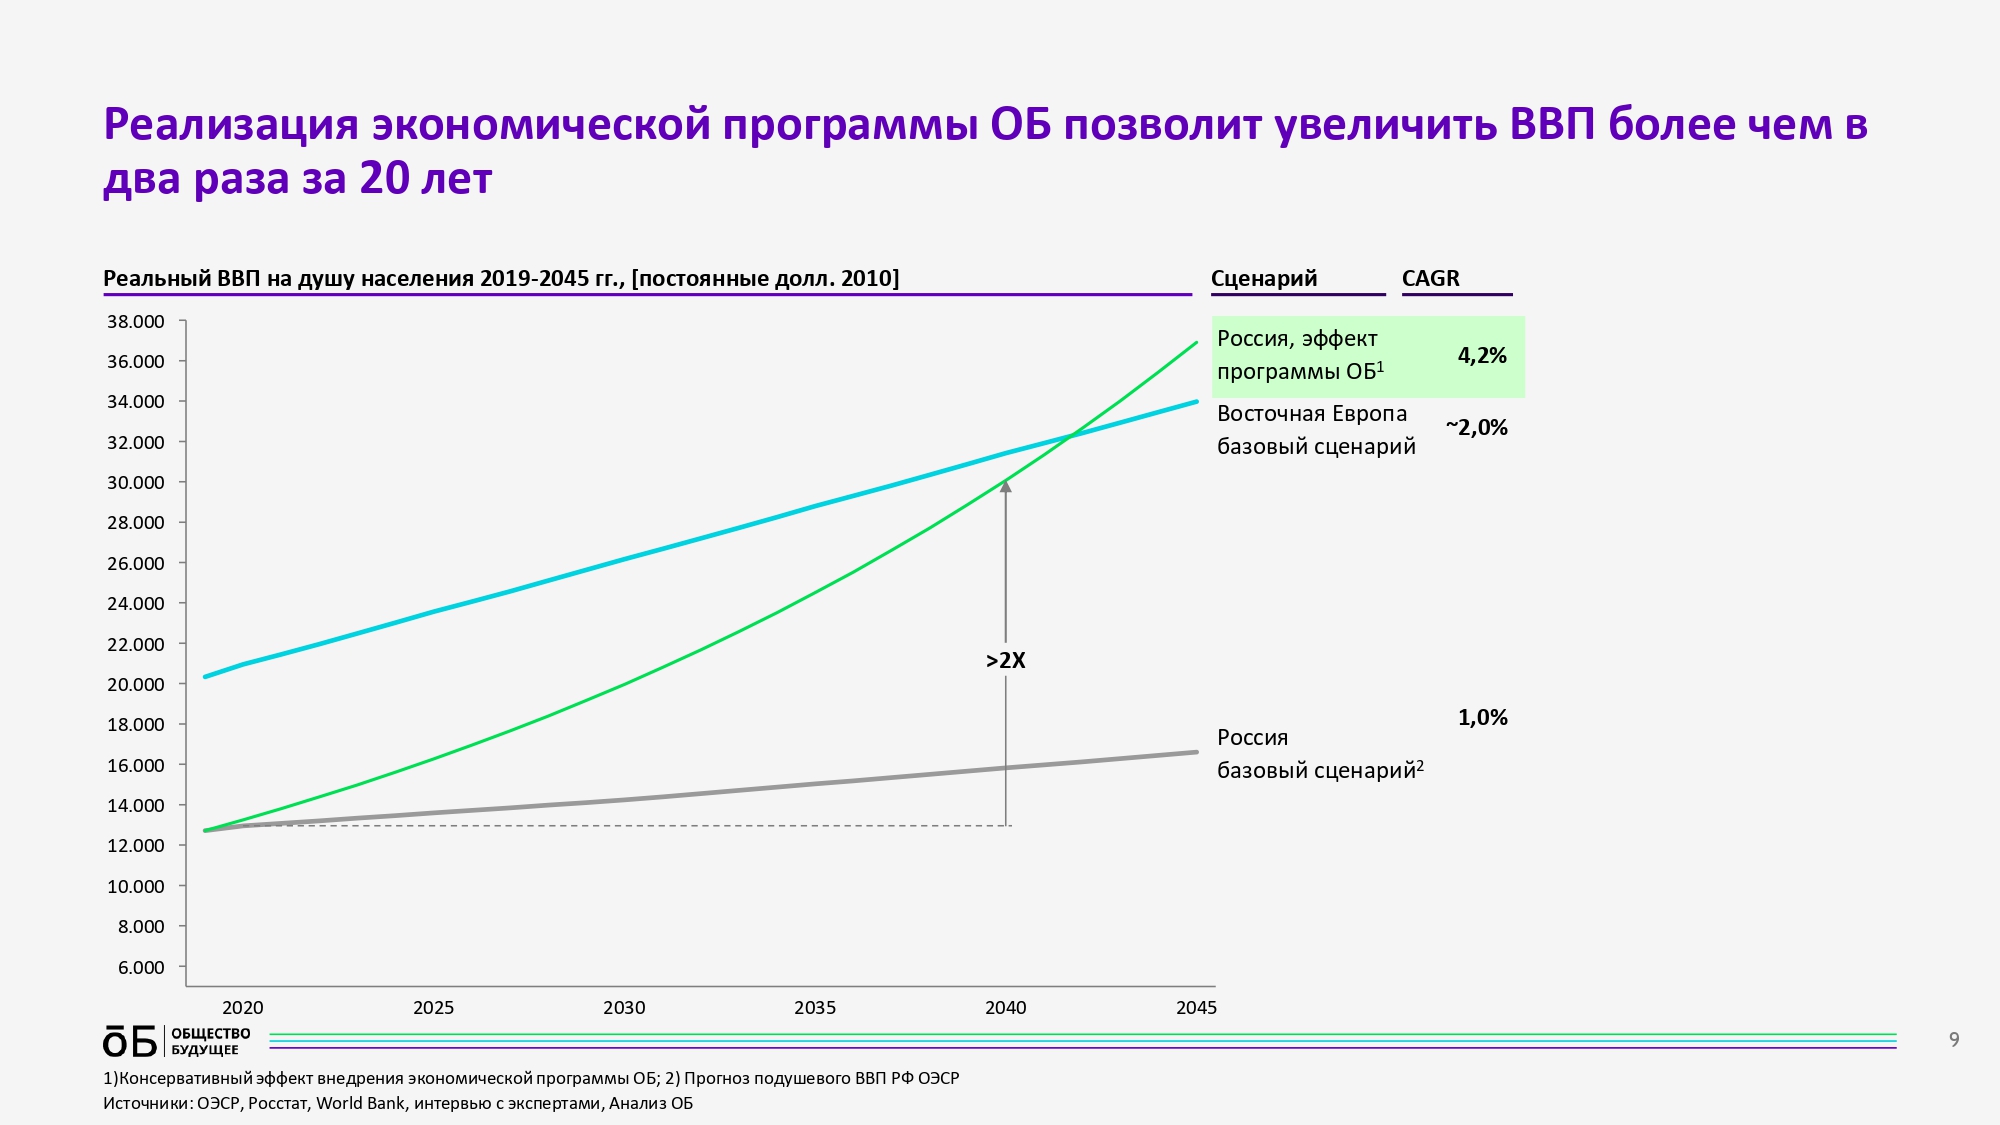 Реализация экономической программы ОБ позволит увеличить ВВП более чем в
два раза за 20 лет
Реальный ВВП на душу населения 2019-2045 гг., [постоянные долл. 2010]
Сценарий
CAGR
38.000
36.000
34.000
32.000
30.000
28.000
26.000
24.000
22.000
20.000
18.000
16.000
14.000
12.000
10.000
8.000
6.000
>2X
Россия, эффект
программы ОБ¹
4,2%
Восточная Европа
базовый сценарий
~2,0%
1,0%
Россия
базовый сценарий²
2020
2025
2030
2035
2040
2045
ОБ
ОБЩЕСТВО
БУДУЩЕЕ
9
1)Консервативный эффект внедрения экономической программы ОБ; 2) Прогноз подушевого ВВП РФ ОЭСР
Источники: ОЭСР, Росстат, World Bank, интервью с экспертами, Анализ ОБ